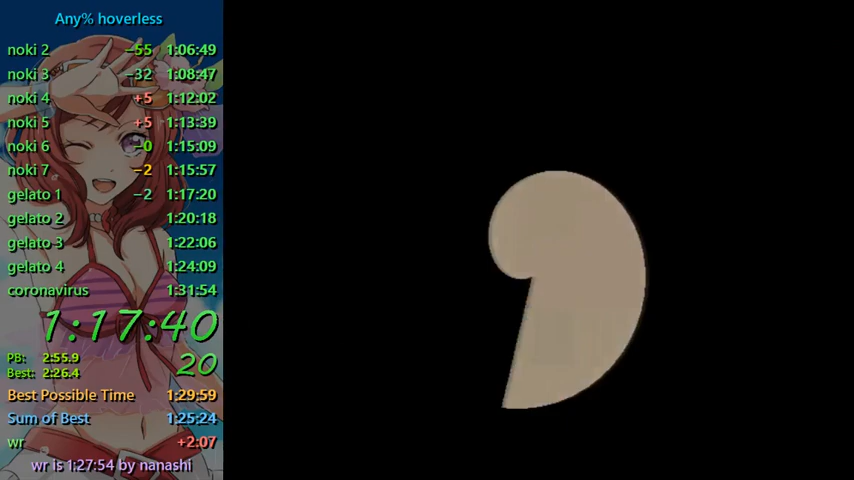 Any% hoverless
noki 2 -55 1:06:49
noki 3 -32 1:08:47
noki 4 +5 1:12:02
noki 5 +5 1:13:39
noki 6 -0 1:15:09
noki 7 -2 1:15:57
gelato 1 -2 1:17:20
gelato 2 1:20:18
gelato 3 1:22:06
gelato 4 1:24:09
coronavirus 1:31:54
1:17:40
PB: 2:55.9
Best: 2:26.4
20
Best Possible Time 1:29:59
Sum of Best 1:25:24
wr +2:07
wr is 1:27:54 by nanashi